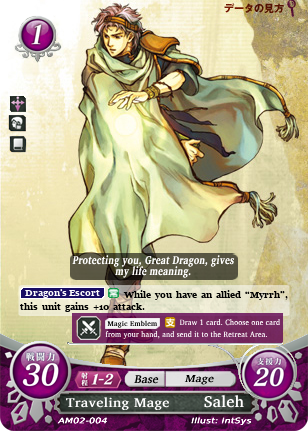 データの見方
1
Protecting you, Great Dragon, gives
my life meaning.
Dragon's Escort While you have an allied “Myrrh”,
this unit gains +10 attack.
Magic Emblem 支 Draw 1 card. Choose one card
from your hand, and send it to the Retreat Area.
戦闘力
30
射程 1-2
Base
Mage
支援力
20
Traveling Mage Saleh
AM02-004 Illust: IntSys